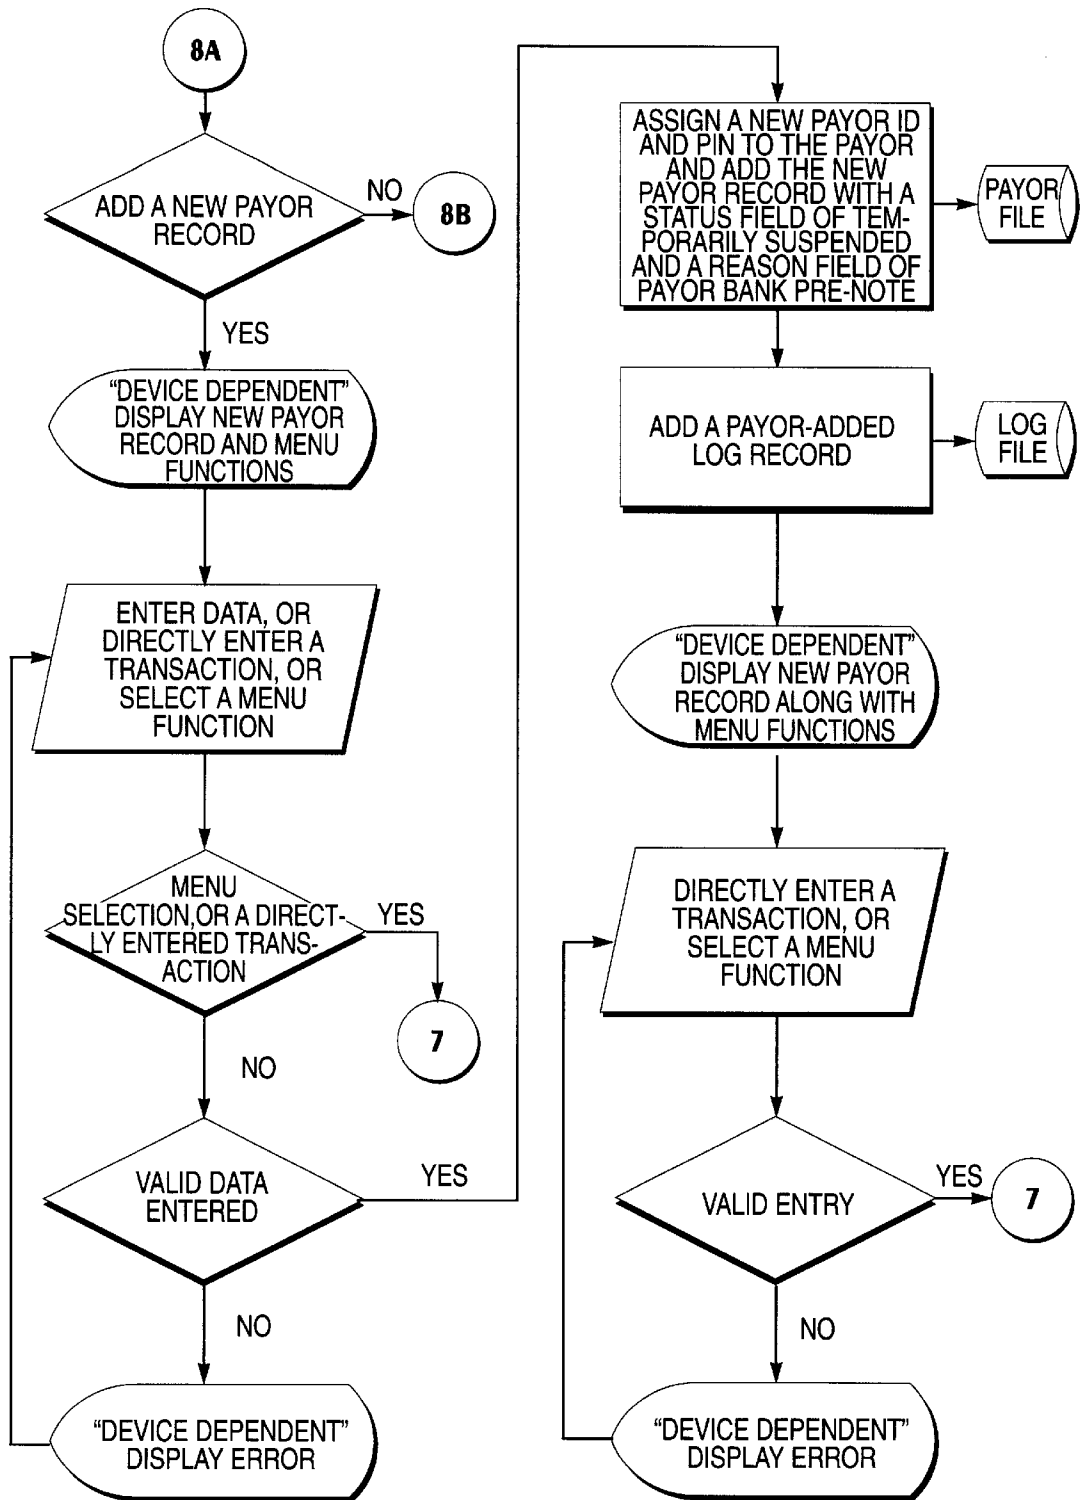 8A
ADD A NEW PAYOR
RECORD
NO
8B
YES
“DEVICE DEPENDENT”
DISPLAY NEW PAYOR
RECORD AND MENU
FUNCTIONS
ENTER DATA, OR
DIRECTLY ENTER A
TRANSACTION, OR
SELECT A MENU
FUNCTION
MENU
SELECTION,OR A DIRECT-
LY ENTERED TRANS-
ACTION
YES
7
NO
VALID DATA
ENTERED
YES
NO
“DEVICE DEPENDENT”
DISPLAY ERROR
ASSIGN A NEW PAYOR ID
AND PIN TO THE PAYOR
AND ADD THE NEW
PAYOR RECORD WITH A
STATUS FIELD OF TEM-
PORARILY SUSPENDED
AND A REASON FIELD OF
PAYOR BANK PRE-NOTE
PAYOR
FILE
ADD A PAYOR-ADDED
LOG RECORD
LOG
FILE
“DEVICE DEPENDENT”
DISPLAY NEW PAYOR
RECORD ALONG WITH
MENU FUNCTIONS
DIRECTLY ENTER A
TRANSACTION, OR
SELECT A MENU
FUNCTION
VALID ENTRY
YES
7
NO
“DEVICE DEPENDENT”
DISPLAY ERROR